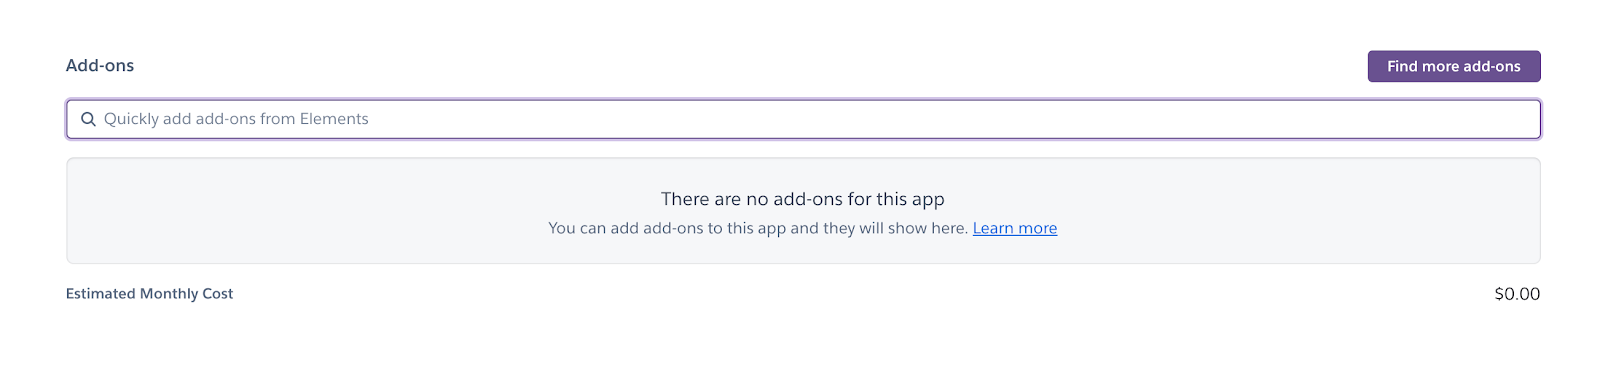 Add-ons
Find more add-ons
Quickly add add-ons from Elements
There are no add-ons for this app
You can add add-ons to this app and they will show here. Learn more
Estimated Monthly Cost
$0.00